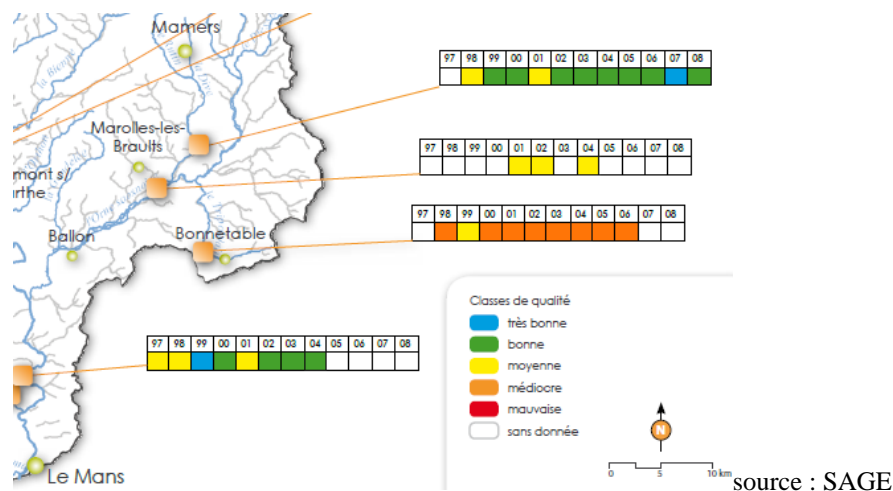 Mamers
97 98 99 00 01 02 03 04 05 06 07 08
Marolles-les-
Braults
97 98 99 00 01 02 03 04 05 06 07 08
mont s/
arthe
97 98 99 00 01 02 03 04 05 06 07 08
Ballon
Bonnetable
Classes de qualité
très bonne
bonne
moyenne
médiocre
mauvaise
sans donnée
97 98 99 00 01 02 03 04 05 06 07 08
N
0 5 10 km
Le Mans
source : SAGE